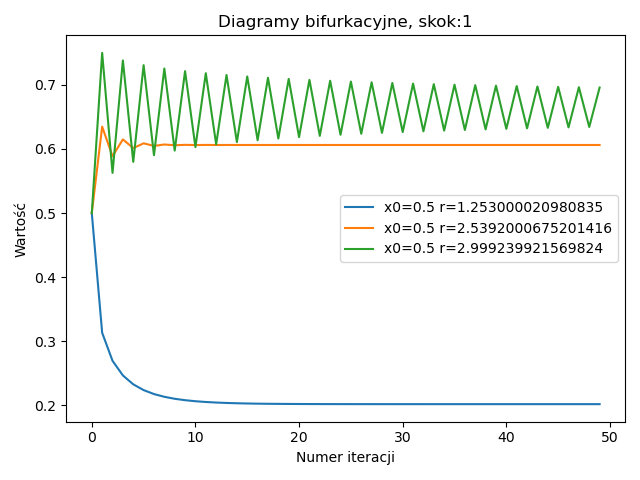 Diagramy bifurkacyjne, skok:1
Wartość
0.7
0.6
0.5
0.4
0.3
0.2
x0=0.5 r=1.253000020980835
x0=0.5 r=2.5392000675201416
x0=0.5 r=2.999239921569824
0
10
20
30
40
50
Numer iteracji